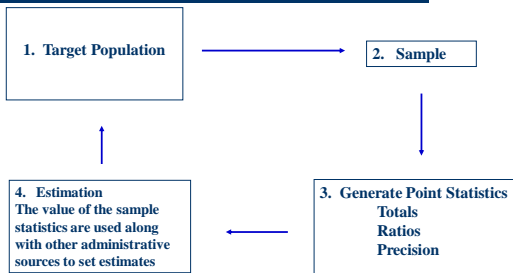 1. Target Population
2. Sample
3. Generate Point Statistics
Totals
Ratios
Precision
4. Estimation
The value of the sample
statistics are used along
with other administrative
sources to set estimates